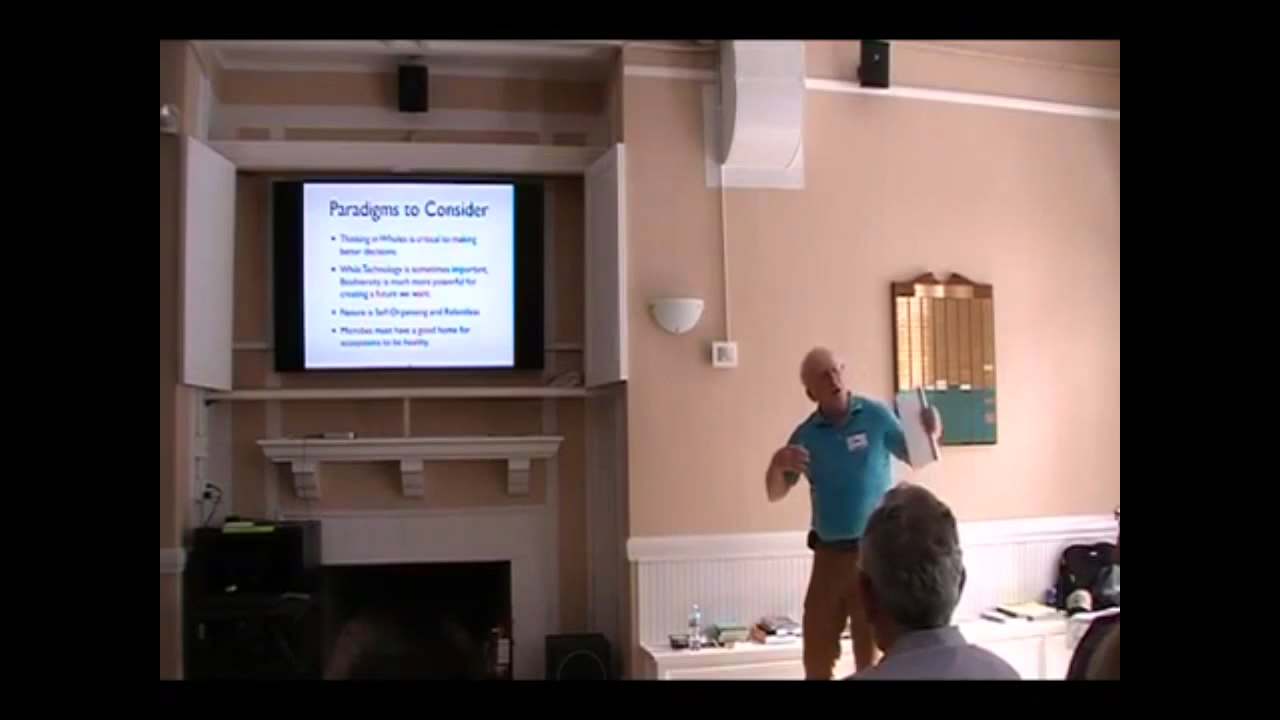 Paradigms to Consider
• Thinking in Wholes is critical to making
better decisions.
• While Technology is sometimes important,
Biodiversity is much more powerful for
creating a future we want.
• Nature is Self-Organizing and Relentless
• Microbes must have a good home for
ecosystems to be healthy.